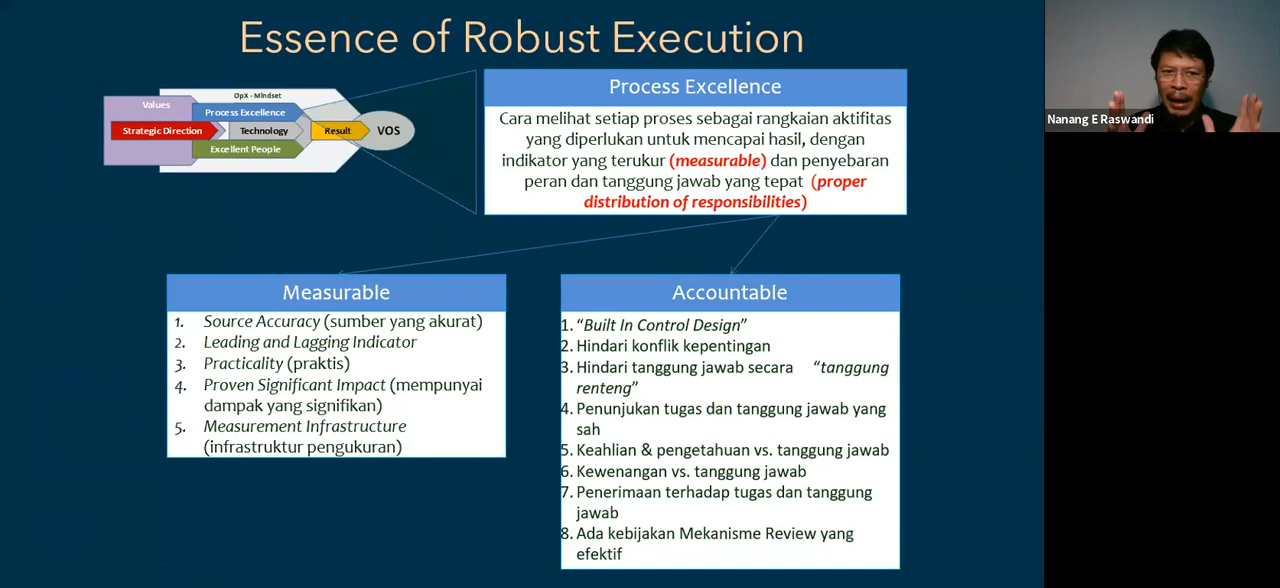 Essence of Robust Execution
OpX - Mindset
Values
Process Excellence
Strategic Direction
Technology
Result
VOS
Excellent People
Process Excellence
Cara melihat setiap proses sebagai rangkaian aktifitas
yang diperlukan untuk mencapai hasil, dengan
indikator yang terukur (measurable) dan penyebaran
peran dan tanggung jawab yang tepat (proper
distribution of responsibilities)
Nanang E Raswandi
Measurable
1. Source Accuracy (sumber yang akurat)
2. Leading and Lagging Indicator
3. Practicality (praktis)
4. Proven Significant Impact (mempunyai
dampak yang signifikan)
5. Measurement Infrastructure
(infrastruktur pengukuran)
Accountable
1. “Built In Control Design”
2. Hindari konflik kepentingan
3. Hindari tanggung jawab secara “tanggung
renteng”
4. Penunjukan tugas dan tanggung jawab yang
sah
5. Keahlian & pengetahuan vs. tanggung jawab
6. Kewenangan vs. tanggung jawab
7. Penerimaan terhadap tugas dan tanggung
jawab
8. Ada kebijakan Mekanisme Review yang
efektif